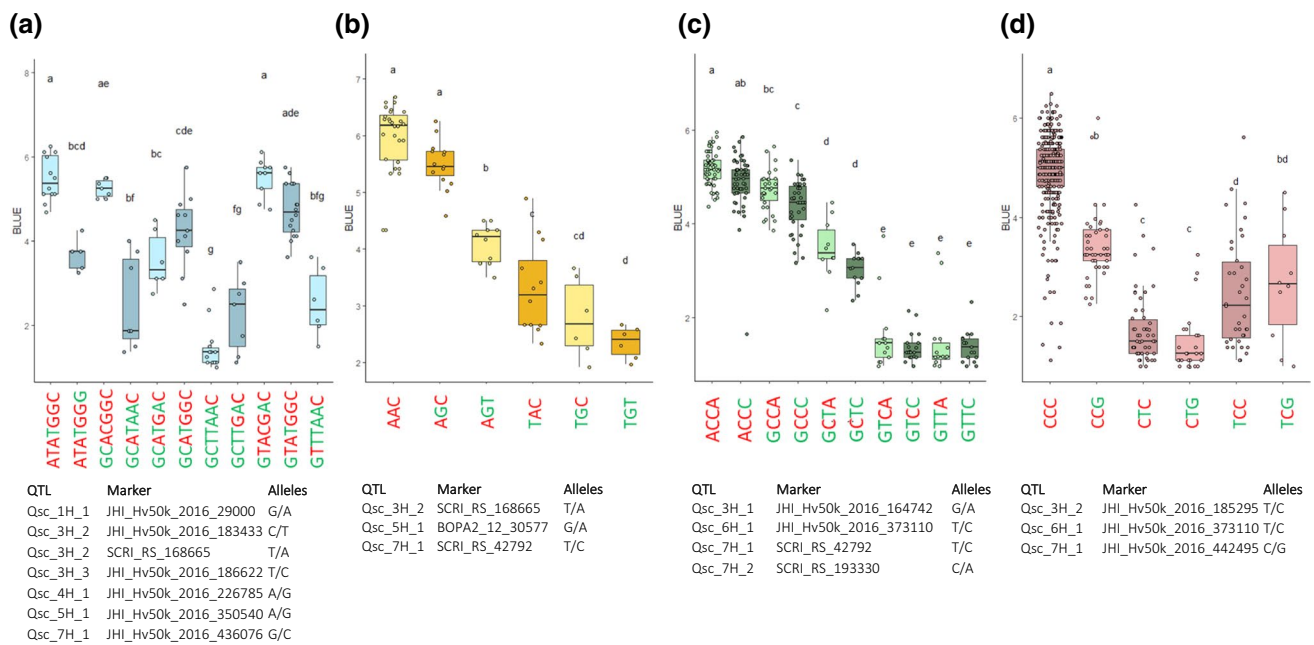 (a)
8
6
4
2
BLUE
a
bcd
ae
bf
bc
cde
g
fg
a
ade
bfg
ATATGGC
ATATGGG
GCACGGC
GCATAAC
GCATGAC
GCATGGC
GCTTAAC
GCTTGAC
GTACGAC
GTATGGC
GTTTAAC
QTL Marker Alleles
Qsc_1H_1 JHI_Hv50k_2016_29000 G/A
Qsc_3H_2 JHI_Hv50k_2016_183433 C/T
Qsc_3H_2 SCRI_RS_168665 T/A
Qsc_3H_3 JHI_Hv50k_2016_186622 T/C
Qsc_4H_1 JHI_Hv50k_2016_226785 A/G
Qsc_5H_1 JHI_Hv50k_2016_350540 A/G
Qsc_7H_1 JHI_Hv50k_2016_436076 G/C
(b)
7
6
5
4
3
2
BLUE
a
a
b
c
cd
d
AAC
AGC
AGT
TAC
TGC
TGT
QTL Marker Alleles
Qsc_3H_2 SCRI_RS_168665 T/A
Qsc_5H_1 BOPA2_12_30577 G/A
Qsc_7H_1 SCRI_RS_42792 T/C
(c)
6
4
2
BLUE
a
ab
bc
c
d
d
e
e
e
e
ACCA
ACCC
GCCA
GCCC
GCTA
GCTC
GTCA
GTCC
GTTA
GTTC
QTL Marker Alleles
Qsc_3H_1 JHI_Hv50k_2016_164742 G/A
Qsc_6H_1 JHI_Hv50k_2016_373110 T/C
Qsc_7H_1 SCRI_RS_42792 T/C
Qsc_7H_2 SCRI_RS_193330 C/A
(d)
6
4
2
BLUE
a
b
c
c
d
bd
CCC
CCG
CTC
CTG
TCC
TCG
QTL Marker Alleles
Qsc_3H_2 JHI_Hv50k_2016_185295 T/C
Qsc_6H_1 JHI_Hv50k_2016_373110 T/C
Qsc_7H_1 JHI_Hv50k_2016_442495 C/G